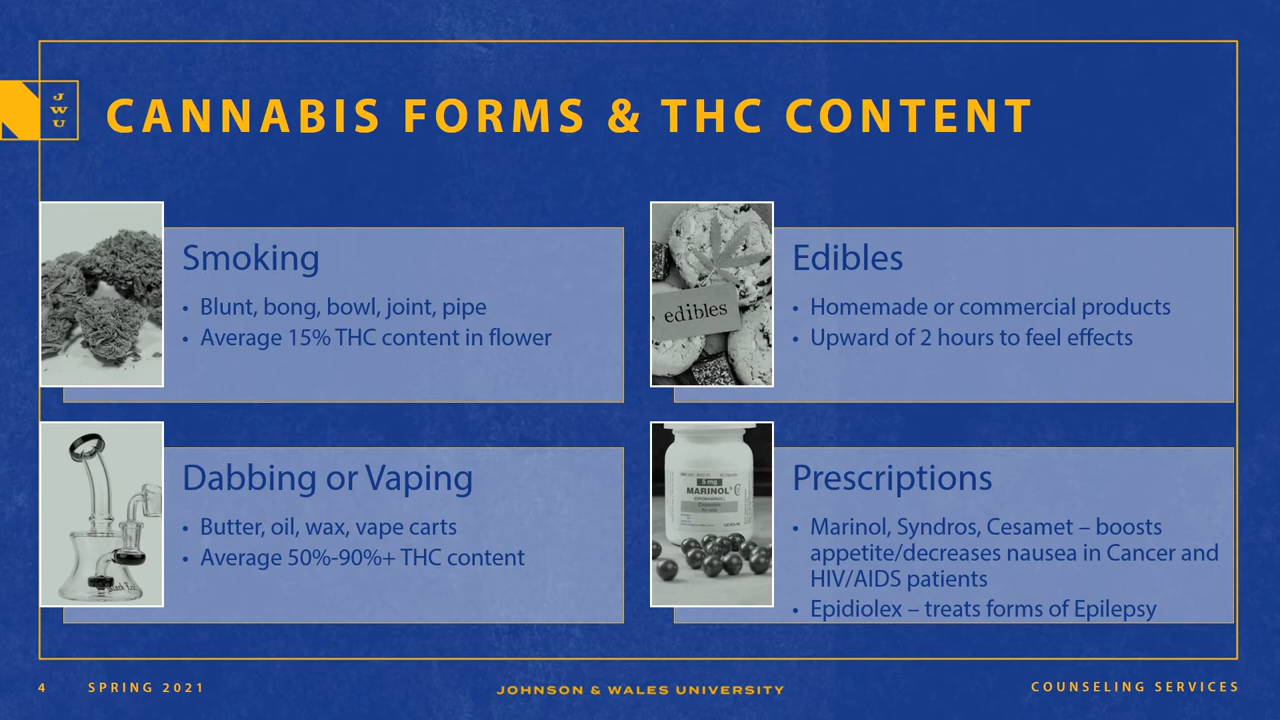 J
W
U
CANNABIS FORMS & THC CONTENT
Smoking
• Blunt, bong, bowl, joint, pipe
• Average 15% THC content in flower
edibles
Edibles
• Homemade or commercial products
• Upward of 2 hours to feel effects
Dabbing or Vaping
• Butter, oil, wax, vape carts
• Average 50%-90%+ THC content
5 mg
MARINOL®
Prescriptions
• Marinol, Syndros, Cesamet – boosts
appetite/decreases nausea in Cancer and
HIV/AIDS patients
• Epidiolex – treats forms of Epilepsy
4 SPRING 2021
JOHNSON & WALES UNIVERSITY
COUNSELING SERVICES